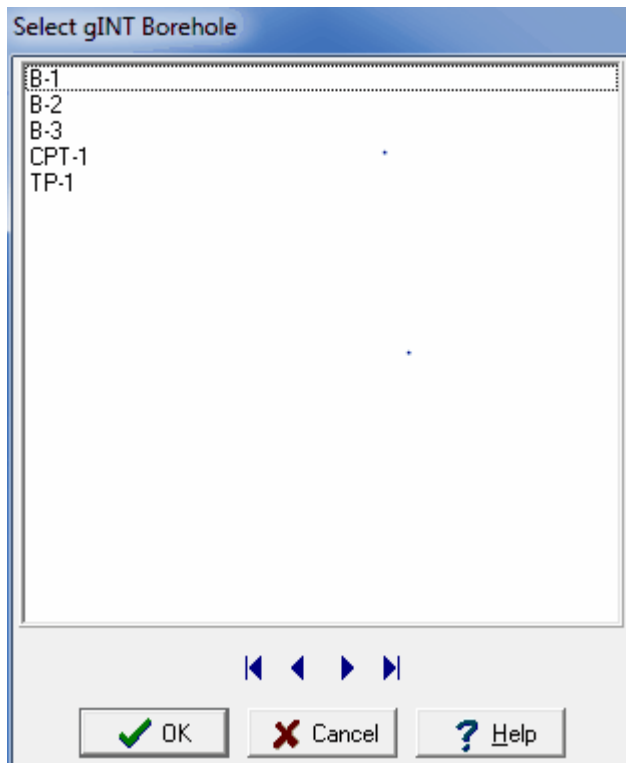 Select gINT Borehole
B-1
B-2
B-3
CPT-1
TP-1
OK Cancel Help